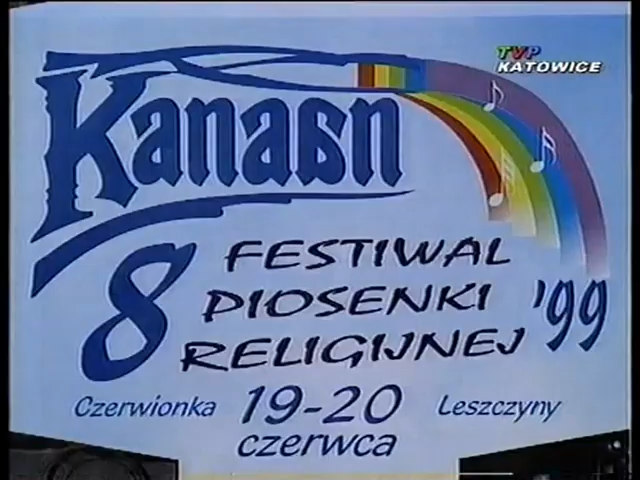 TVP
KATOWICE
Kanaan
8 FESTIWAL
PIOSENKI
RELIGIJNEJ '99
Czerwionka 19-20 Leszczyny
czerwca